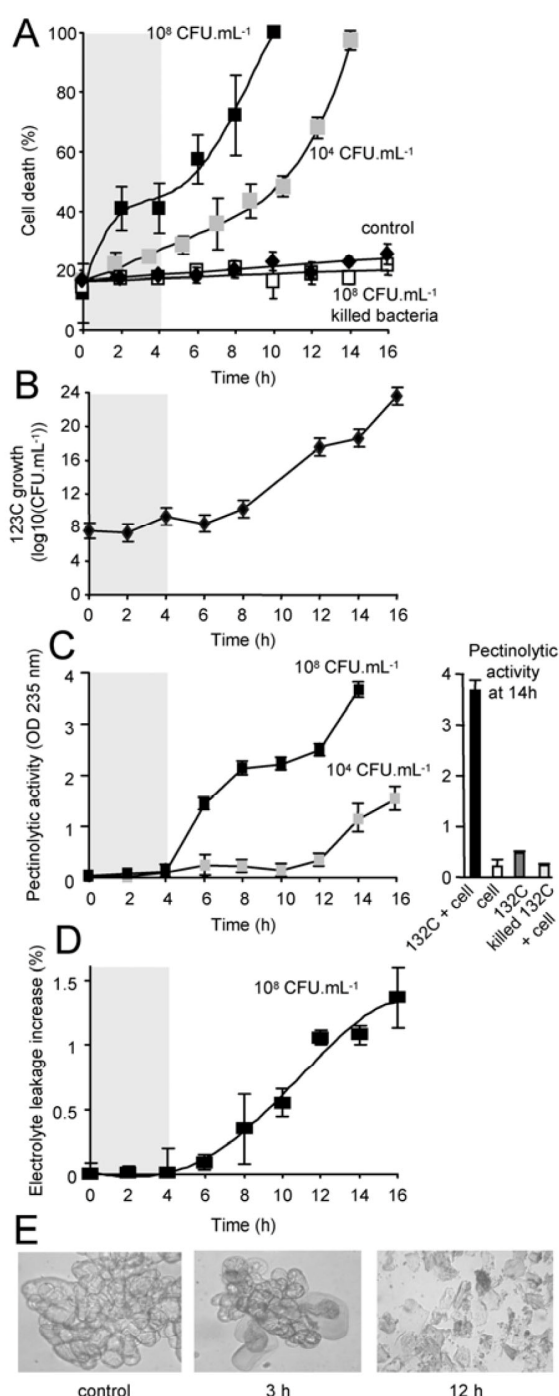 A
10⁸ CFU.mL⁻¹
10⁴ CFU.mL⁻¹
control
10⁸ CFU.mL⁻¹
killed bacteria
Cell death (%)
100
80
60
40
20
0
0 2 4 6 8 10 12 14 16
Time (h)
B
123C growth
(log10(CFU.mL⁻¹))
24
20
16
12
8
4
0
0 2 4 6 8 10 12 14 16
Time (h)
C
Pectinolytic activity (OD 235 nm)
4
3
2
1
0
10⁸ CFU.mL⁻¹
10⁴ CFU.mL⁻¹
0 2 4 6 8 10 12 14 16
Time (h)
Pectinolytic
activity
at 14h
4
3
2
1
0
132C + cell
cell
132C
killed 132C
+ cell
D
Electrolyte leakage increase (%)
10⁸ CFU.mL⁻¹
1.5
1
0.5
0
0 2 4 6 8 10 12 14 16
Time (h)
E
control 3 h 12 h